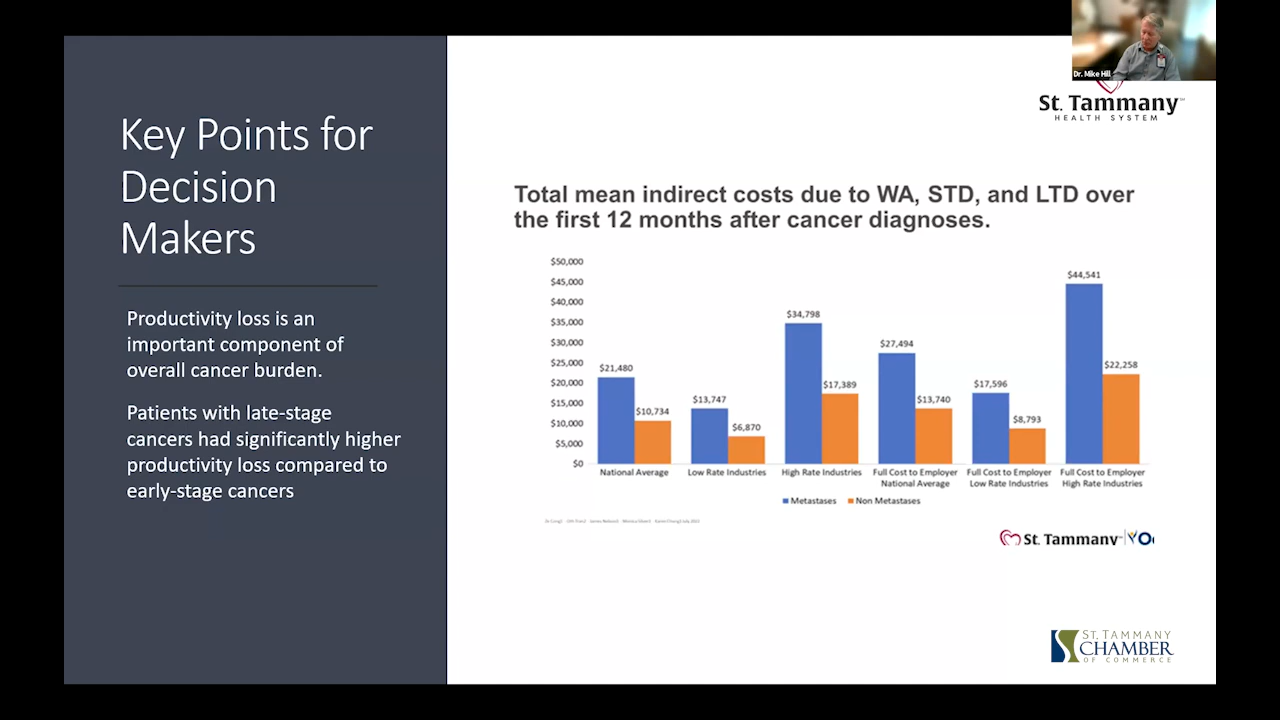 Dr. Mike Hill
St. Tammany
HEALTH SYSTEM
Key Points for
Decision
Makers
Productivity loss is an
important component of
overall cancer burden.
Patients with late-stage
cancers had significantly higher
productivity loss compared to
early-stage cancers
Total mean indirect costs due to WA, STD, and LTD over
the first 12 months after cancer diagnoses.
$50,000
$45,000
$40,000
$35,000
$30,000
$25,000
$20,000
$15,000
$10,000
$5,000
$0
$21,480
$10,734
$13,747
$6,870
$34,798
$17,389
$27,494
$13,740
$17,596
$8,793
$44,541
$22,258
National Average
Low Rate Industries
High Rate Industries
Full Cost to Employer
National Average
Full Cost to Employer
Low Rate Industries
Full Cost to Employer
High Rate Industries
Metastases
Non Metastases
St. Tammany
ST. TAMMANY
CHAMBER
OF COMMERCE